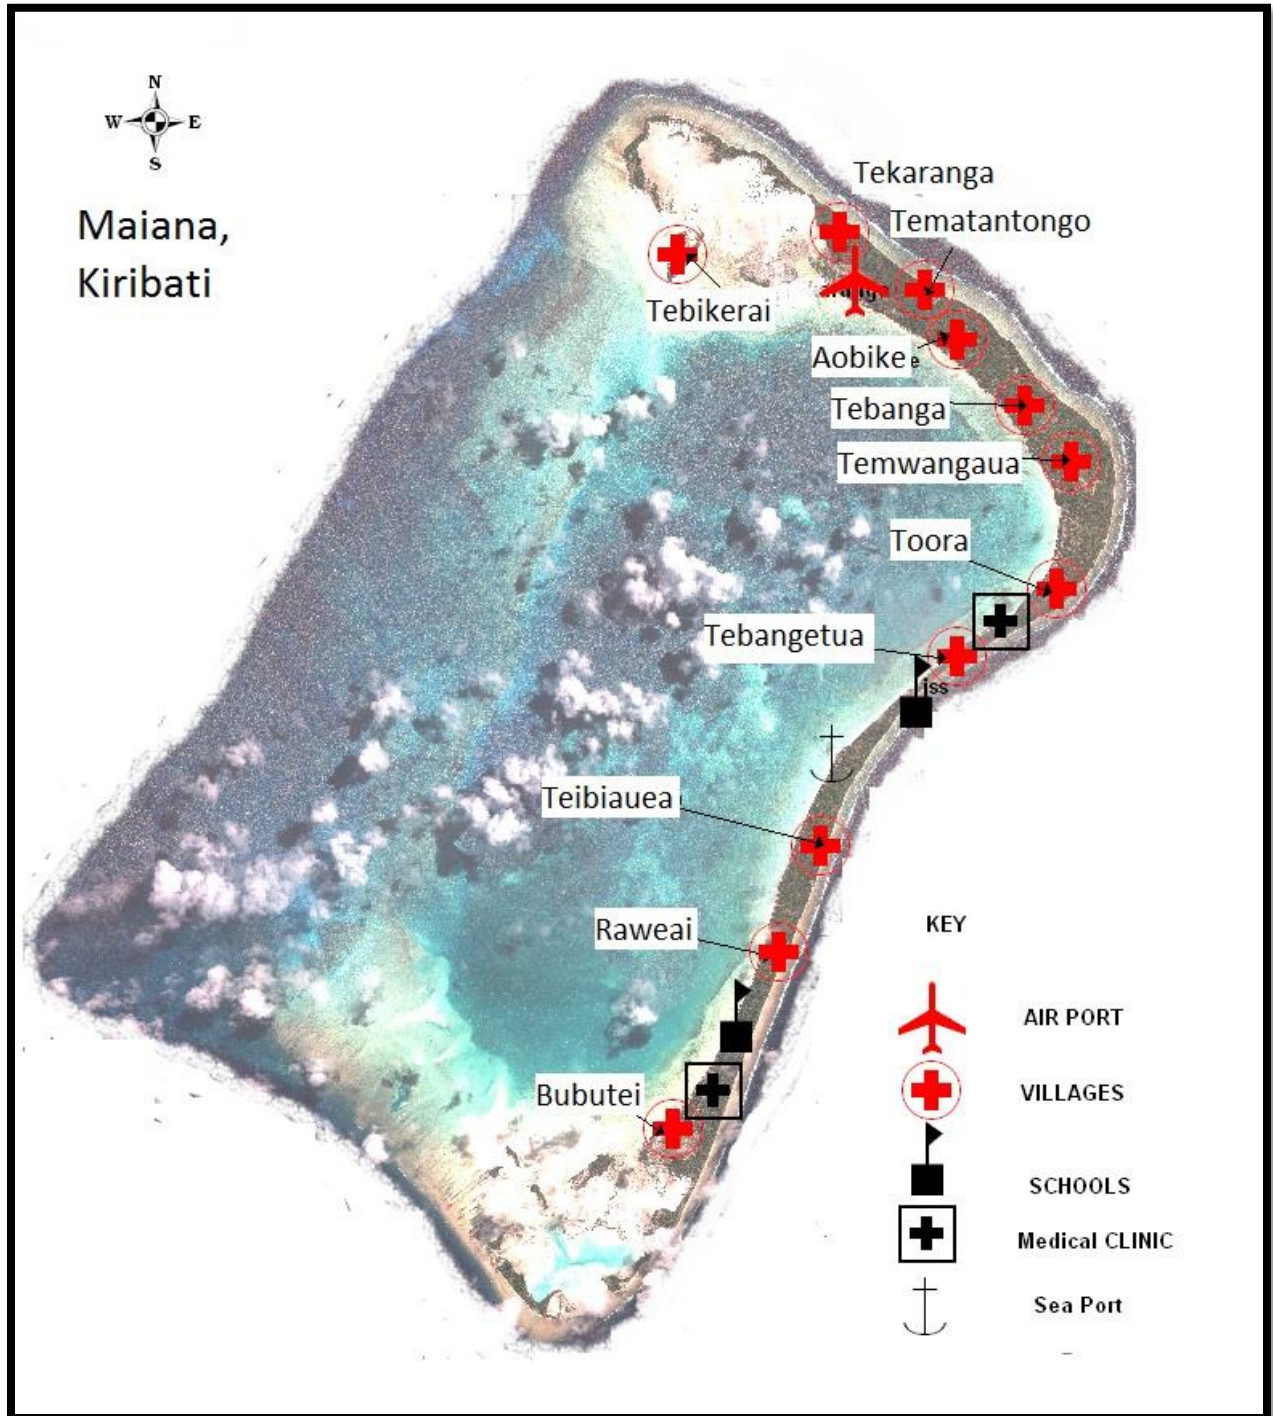 N
W E
S
Maiana,
Kiribati
Tekaranga
Tematantongo
Tebikerai
Aobike
Tebanga
Temwangaua
Toora
Tebangetua
jss
Teibiauea
Raweai
Bubutei
KEY
AIR PORT
VILLAGES
SCHOOLS
Medical CLINIC
Sea Port